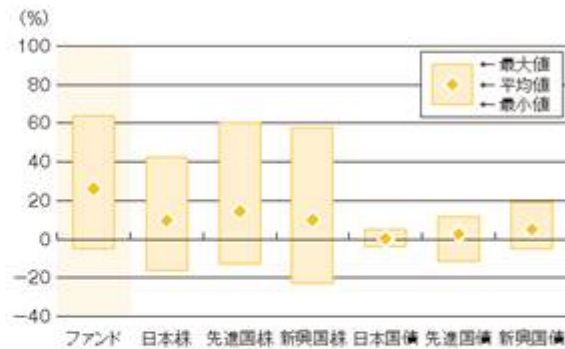 (%)
100
80
60
40
20
0
-20
-40
← 最大値
← 平均値
← 最小値
ファンド 日本株 先進国株 新興国株 日本国債 先進国債 新興国債